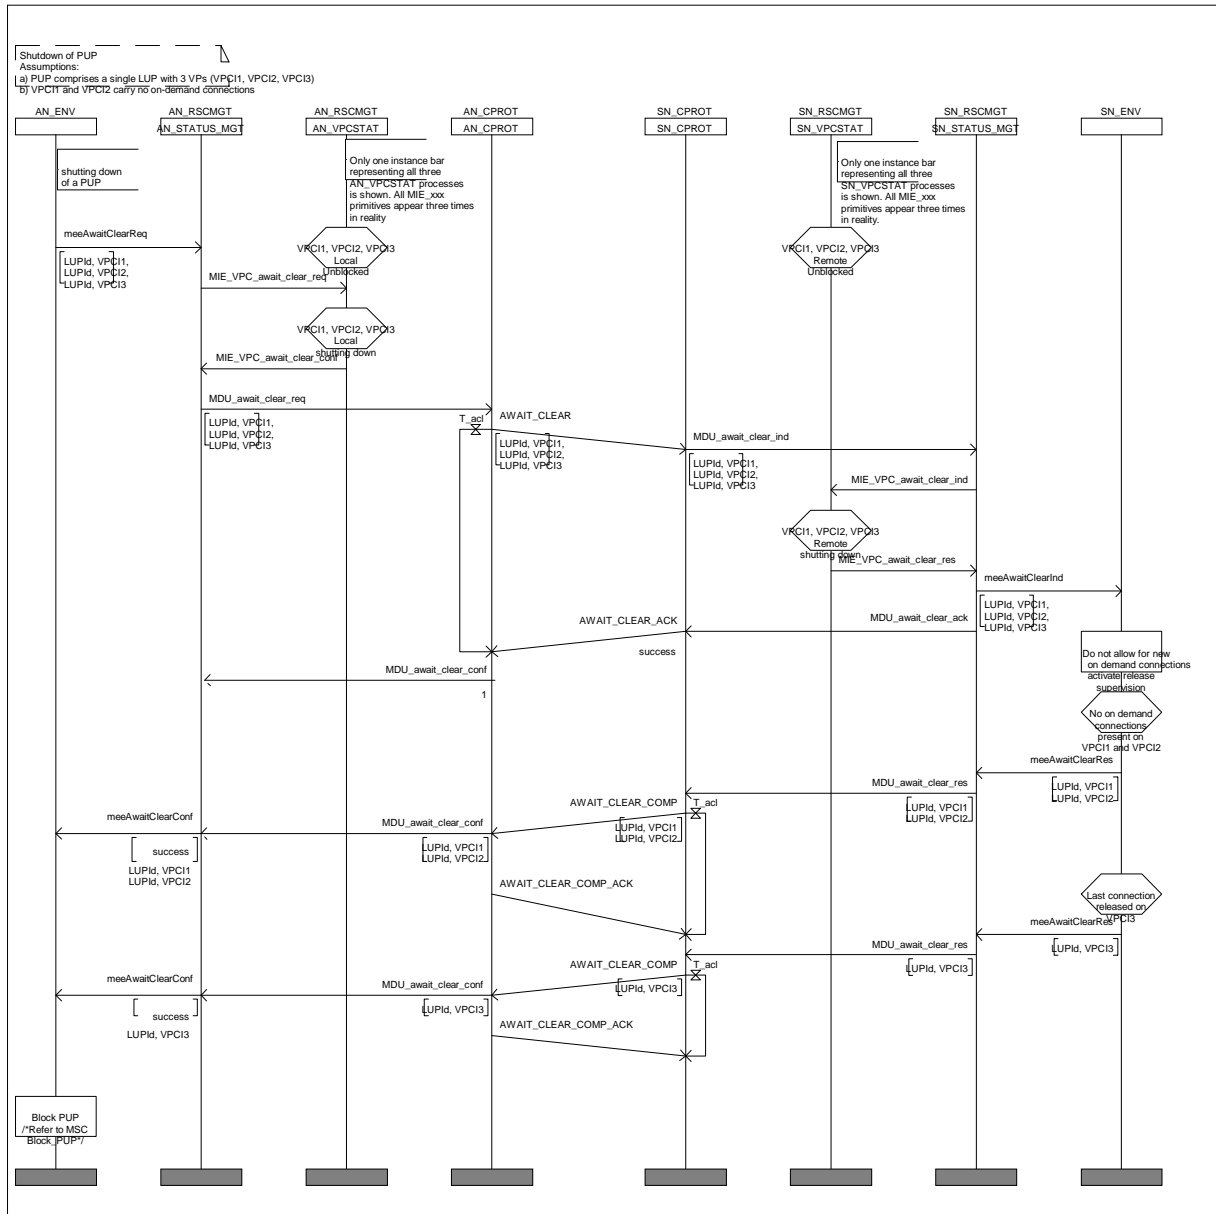 Shutdown of PUP
Assumptions:
a) PUP comprises a single LUP with 3 VPs (VPCI1, VPCI2, VPCI3)
b) VPCI1 and VPCI2 carry no on-demand connections
AN_ENV
AN_RSCMGT
AN_STATUS_MGT
AN_RSCMGT
AN_VPCSTAT
AN_CPROT
AN_CPROT
SN_CPROT
SN_CPROT
SN_RSCMGT
SN_VPCSTAT
SN_RSCMGT
SN_STATUS_MGT
SN_ENV
shutting down
of a PUP
Only one instance bar
representing all three
AN_VPCSTAT processes
is shown. All MIE_xxx
primitives appear three times
in reality
Only one instance bar
representing all three
SN_VPCSTAT processes
is shown. All MIE_xxx
primitives appear three times
in reality.
meeAwaitClearReq
LUPId, VPCI1,
LUPId, VPCI2,
LUPId, VPCI3
VPCI1, VPCI2, VPCI3
Local
Unblocked
VPCI1, VPCI2, VPCI3
Remote
Unblocked
MIE_VPC_await_clear_req
VPCI1, VPCI2, VPCI3
Local
shutting down
MIE_VPC_await_clear_conf
MDU_await_clear_req
LUPId, VPCI1,
LUPId, VPCI2,
LUPId, VPCI3
T_acl
AWAIT_CLEAR
LUPId, VPCI1,
LUPId, VPCI2,
LUPId, VPCI3
MDU_await_clear_ind
LUPId, VPCI1,
LUPId, VPCI2,
LUPId, VPCI3
MIE_VPC_await_clear_ind
VPCI1, VPCI2, VPCI3
Remote
shutting down
MIE_VPC_await_clear_res
meeAwaitClearInd
LUPId, VPCI1,
LUPId, VPCI2,
LUPId, VPCI3
MDU_await_clear_ack
AWAIT_CLEAR_ACK
success
Do not allow for new
on demand connections
activate release
supervision
MDU_await_clear_conf
1
No on demand
connections
present on
VPCI1 and VPCI2
meeAwaitClearRes
LUPId, VPCI1
LUPId, VPCI2
MDU_await_clear_res
LUPId, VPCI1
LUPId, VPCI2
AWAIT_CLEAR_COMP
T_acl
LUPId, VPCI1
LUPId, VPCI2
MDU_await_clear_conf
LUPId, VPCI1
LUPId, VPCI2
meeAwaitClearConf
success
LUPId, VPCI1
LUPId, VPCI2
AWAIT_CLEAR_COMP_ACK
Last connection
released on
VPCI3
meeAwaitClearRes
LUPId, VPCI3
MDU_await_clear_res
LUPId, VPCI3
AWAIT_CLEAR_COMP
T_acl
LUPId, VPCI3
MDU_await_clear_conf
LUPId, VPCI3
meeAwaitClearConf
success
LUPId, VPCI3
AWAIT_CLEAR_COMP_ACK
Block PUP
/*Refer to MSC
Block_PUP*/